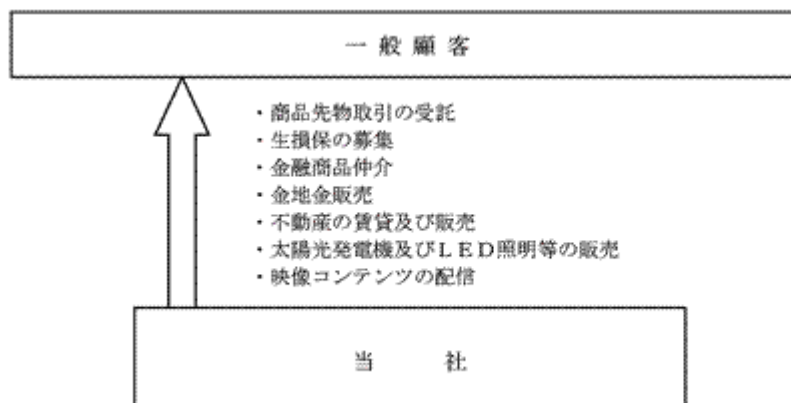 一般顧客
・商品先物取引の受託
・生損保の募集
・金融商品仲介
・金地金販売
・不動産の賃貸及び販売
・太陽光発電機及びLED照明等の販売
・映像コンテンツの配信
当社